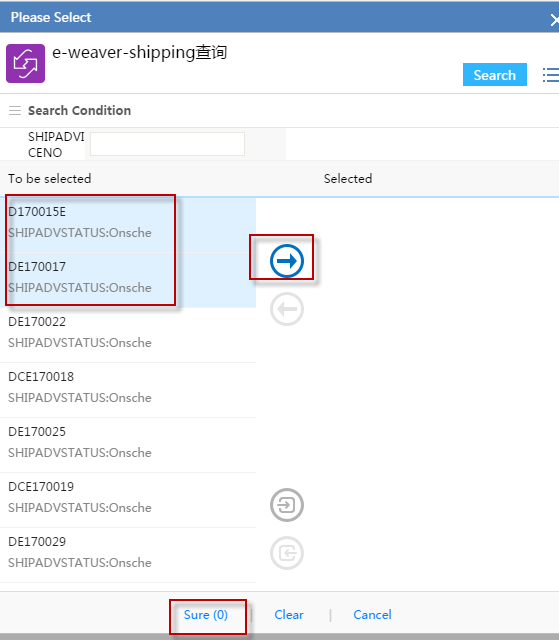 Please Select
e-weaver-shipping查询
Search
Search Condition
SHIPADVI
CENO
To be selected
Selected
D170015E
SHIPADVSTATUS:Onsche
DE170017
SHIPADVSTATUS:Onsche
DE170022
SHIPADVSTATUS:Onsche
DCE170018
SHIPADVSTATUS:Onsche
DE170025
SHIPADVSTATUS:Onsche
DCE170019
SHIPADVSTATUS:Onsche
DE170029
SHIPADVSTATUS:Onsche
Sure (0) | Clear | Cancel